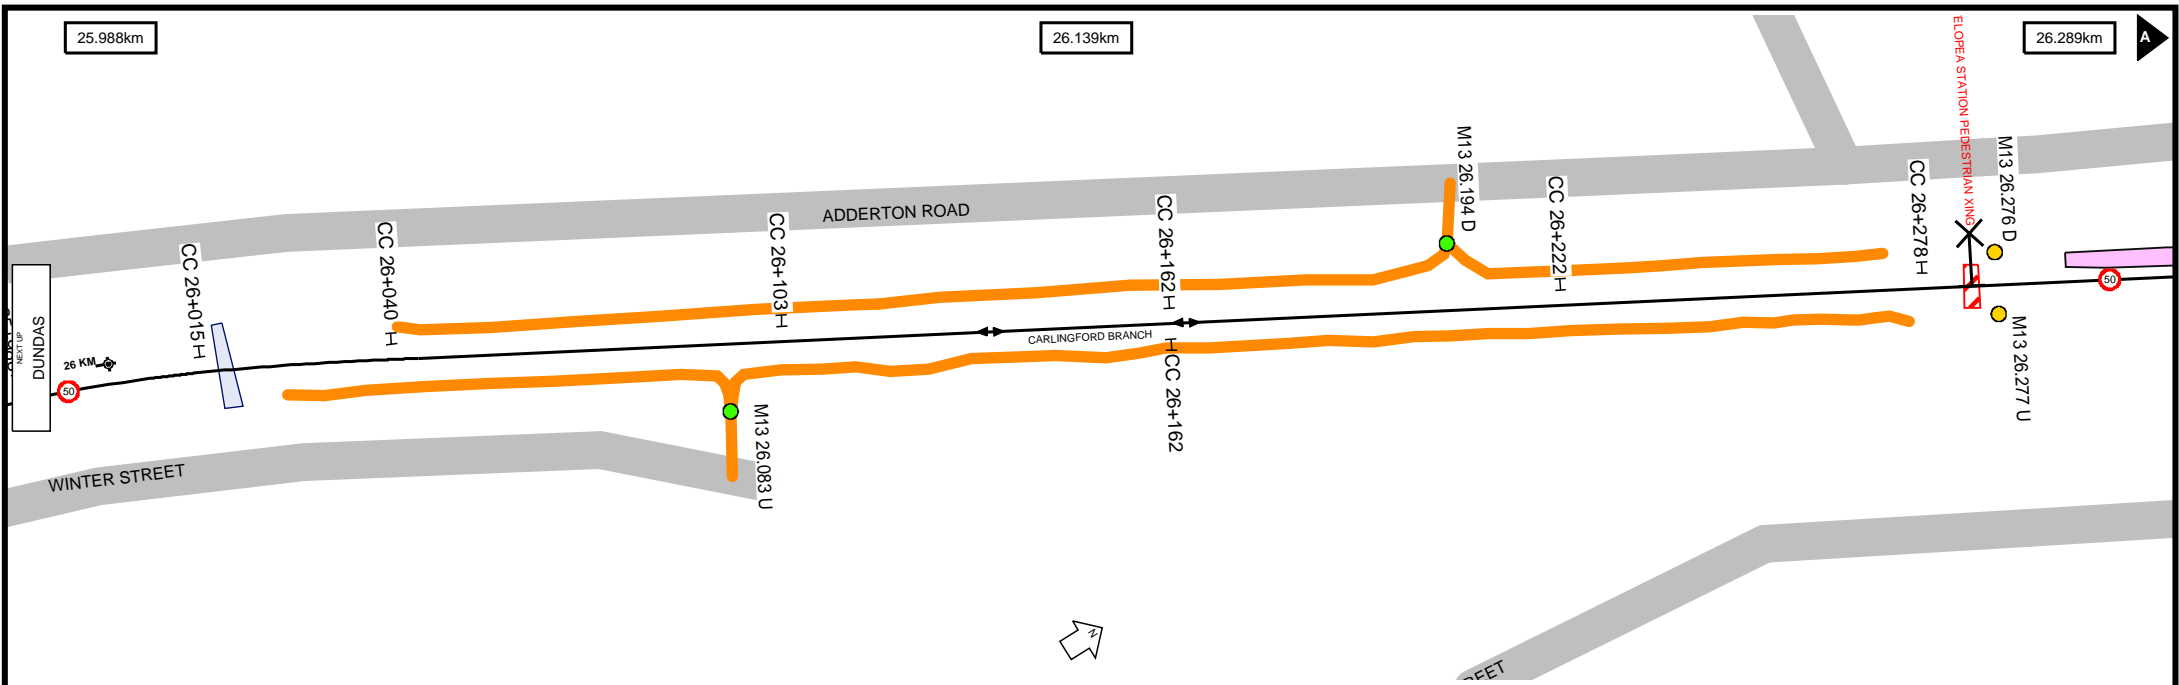 25.988km
26.139km
26.289km
A
ELOPEA STATION PEDESTRIAN XING
M13 26.276 D
M13 26.194 D
CC 26+278 H
CC 26+222 H
CC 26+162 H
CC 26+103 H
CC 26+040 H
CC 26+015 H
ADDERTON ROAD
50
CARLINGFORD BRANCH
26 KM
50
NEXT UP
DUNDAS
HCC 26+162
M13 26.277 U
M13 26.083 U
WINTER STREET
N
REET